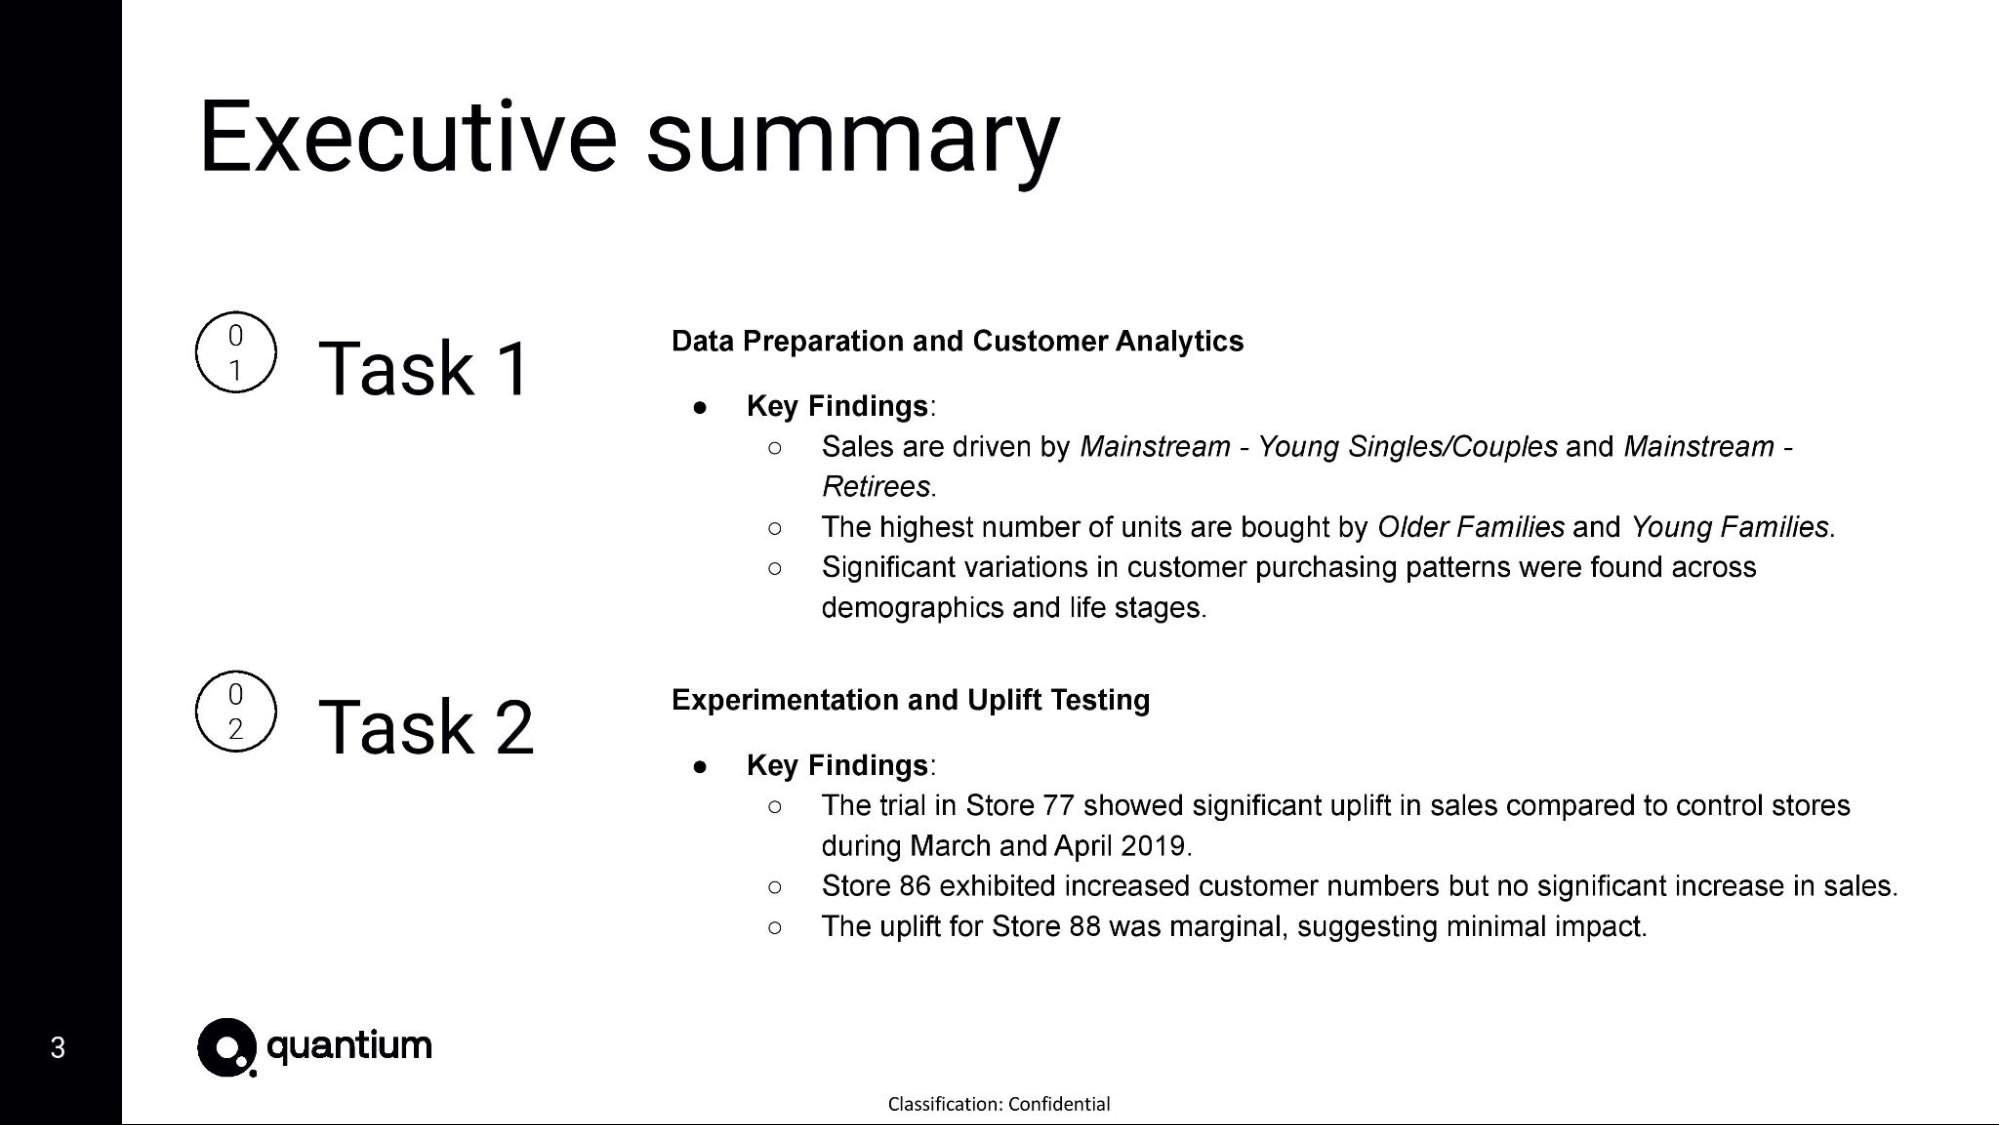 Executive summary
0
1
Task 1
Data Preparation and Customer Analytics
● Key Findings:
○ Sales are driven by Mainstream - Young Singles/Couples and Mainstream -
Retirees.
○ The highest number of units are bought by Older Families and Young Families.
○ Significant variations in customer purchasing patterns were found across
demographics and life stages.
0
2
Task 2
Experimentation and Uplift Testing
● Key Findings:
○ The trial in Store 77 showed significant uplift in sales compared to control stores
during March and April 2019.
○ Store 86 exhibited increased customer numbers but no significant increase in sales.
○ The uplift for Store 88 was marginal, suggesting minimal impact.
3
quantium
Classification: Confidential